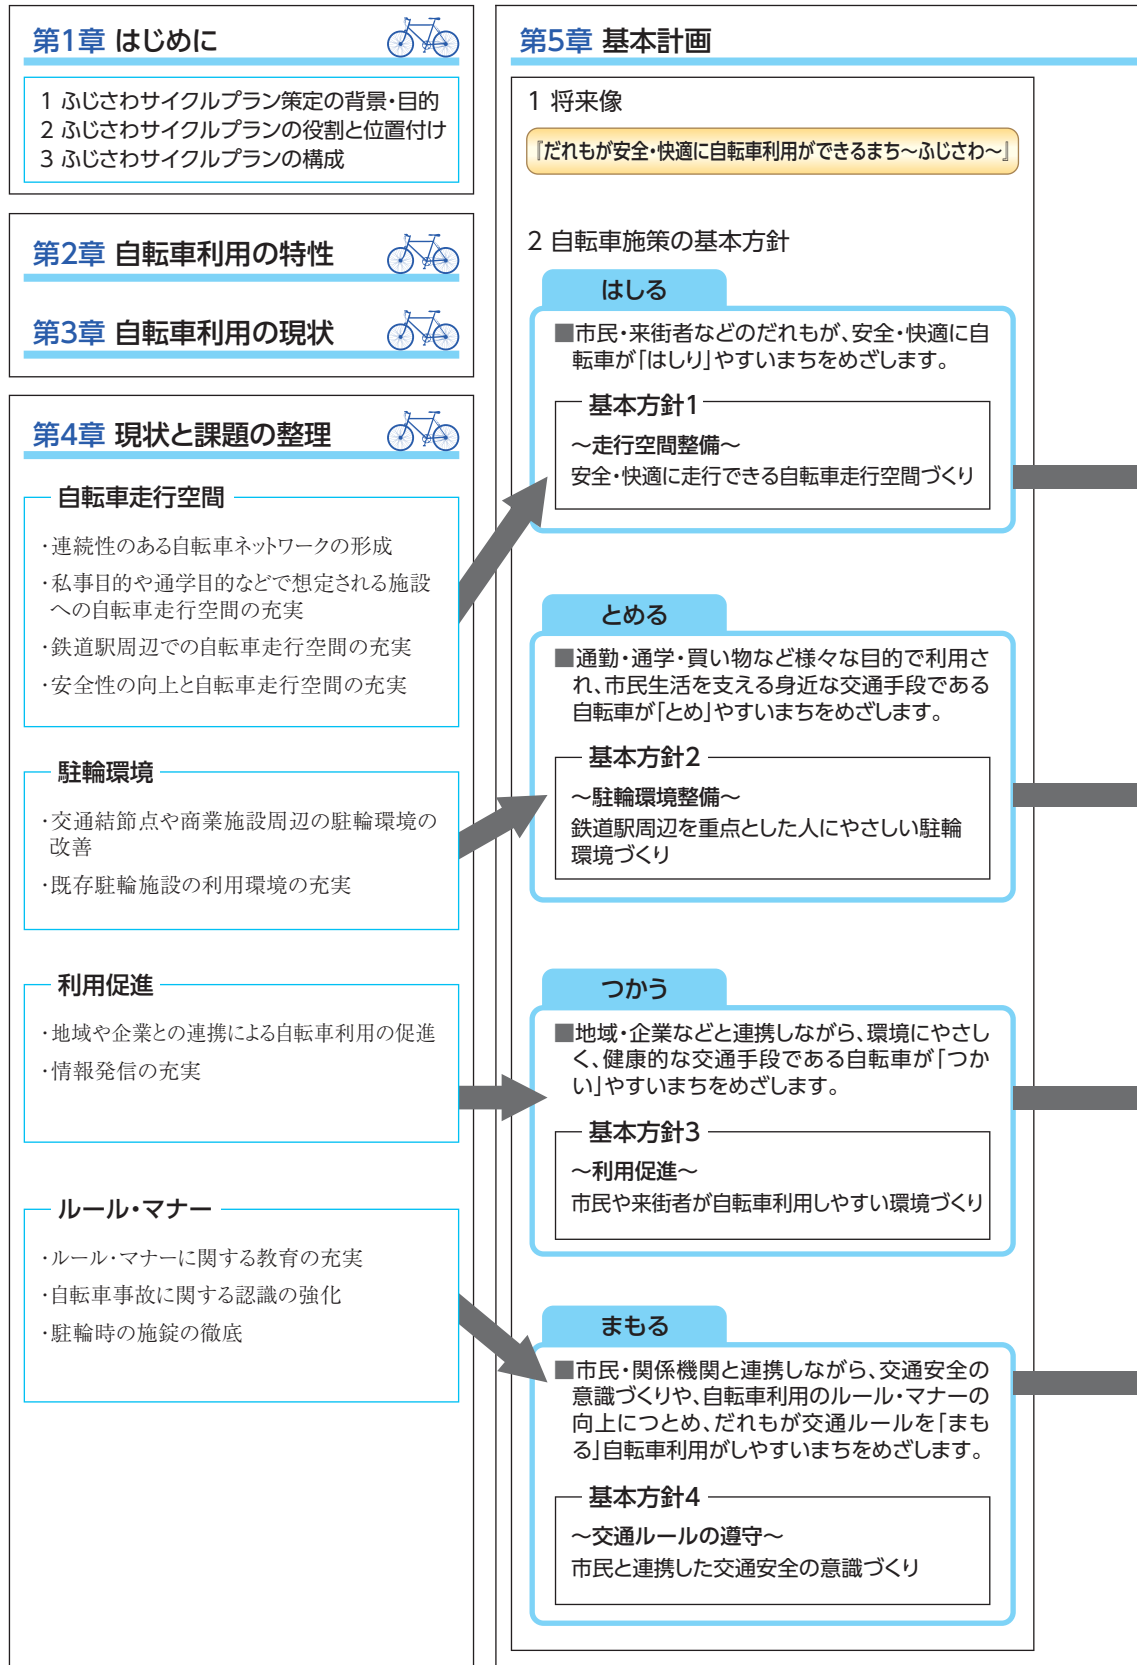 第1章 はじめに
1 ふじさわサイクルプラン策定の背景・目的
2 ふじさわサイクルプランの役割と位置付け
3 ふじさわサイクルプランの構成
第2章 自転車利用の特性
第3章 自転車利用の現状
第4章 現状と課題の整理
自転車走行空間
・連続性のある自転車ネットワークの形成
・私事目的や通学目的などで想定される施設
への自転車走行空間の充実
・鉄道駅周辺での自転車走行空間の充実
・安全性の向上と自転車走行空間の充実
駐輪環境
・交通結節点や商業施設周辺の駐輪環境の
改善
・既存駐輪施設の利用環境の充実
利用促進
・地域や企業との連携による自転車利用の促進
・情報発信の充実
ルール・マナー
・ルール・マナーに関する教育の充実
・自転車事故に関する認識の強化
・駐輪時の施錠の徹底
第5章 基本計画
1 将来像
『だれもが安全・快適に自転車利用ができるまち～ふじさわ～』
2 自転車施策の基本方針
はしる
■市民・来街者などのだれもが、安全・快適に自
転車が「はしり」やすいまちをめざします。
基本方針1
～走行空間整備～
安全・快適に走行できる自転車走行空間づくり
とめる
■通勤・通学・買い物など様々な目的で利用さ
れ、市民生活を支える身近な交通手段である
自転車が「とめ」やすいまちをめざします。
基本方針2
～駐輪環境整備～
鉄道駅周辺を重点とした人にやさしい駐輪
環境づくり
つかう
■地域・企業などと連携しながら、環境にやさし
く、健康的な交通手段である自転車が「つか
い」やすいまちをめざします。
基本方針3
～利用促進～
市民や来街者が自転車利用しやすい環境づくり
まもる
■市民・関係機関と連携しながら、交通安全の
意識づくりや、自転車利用のルール・マナーの
向上につとめ、だれもが交通ルールを「まも
る」自転車利用がしやすいまちをめざします。
基本方針4
～交通ルールの遵守～
市民と連携した交通安全の意識づくり